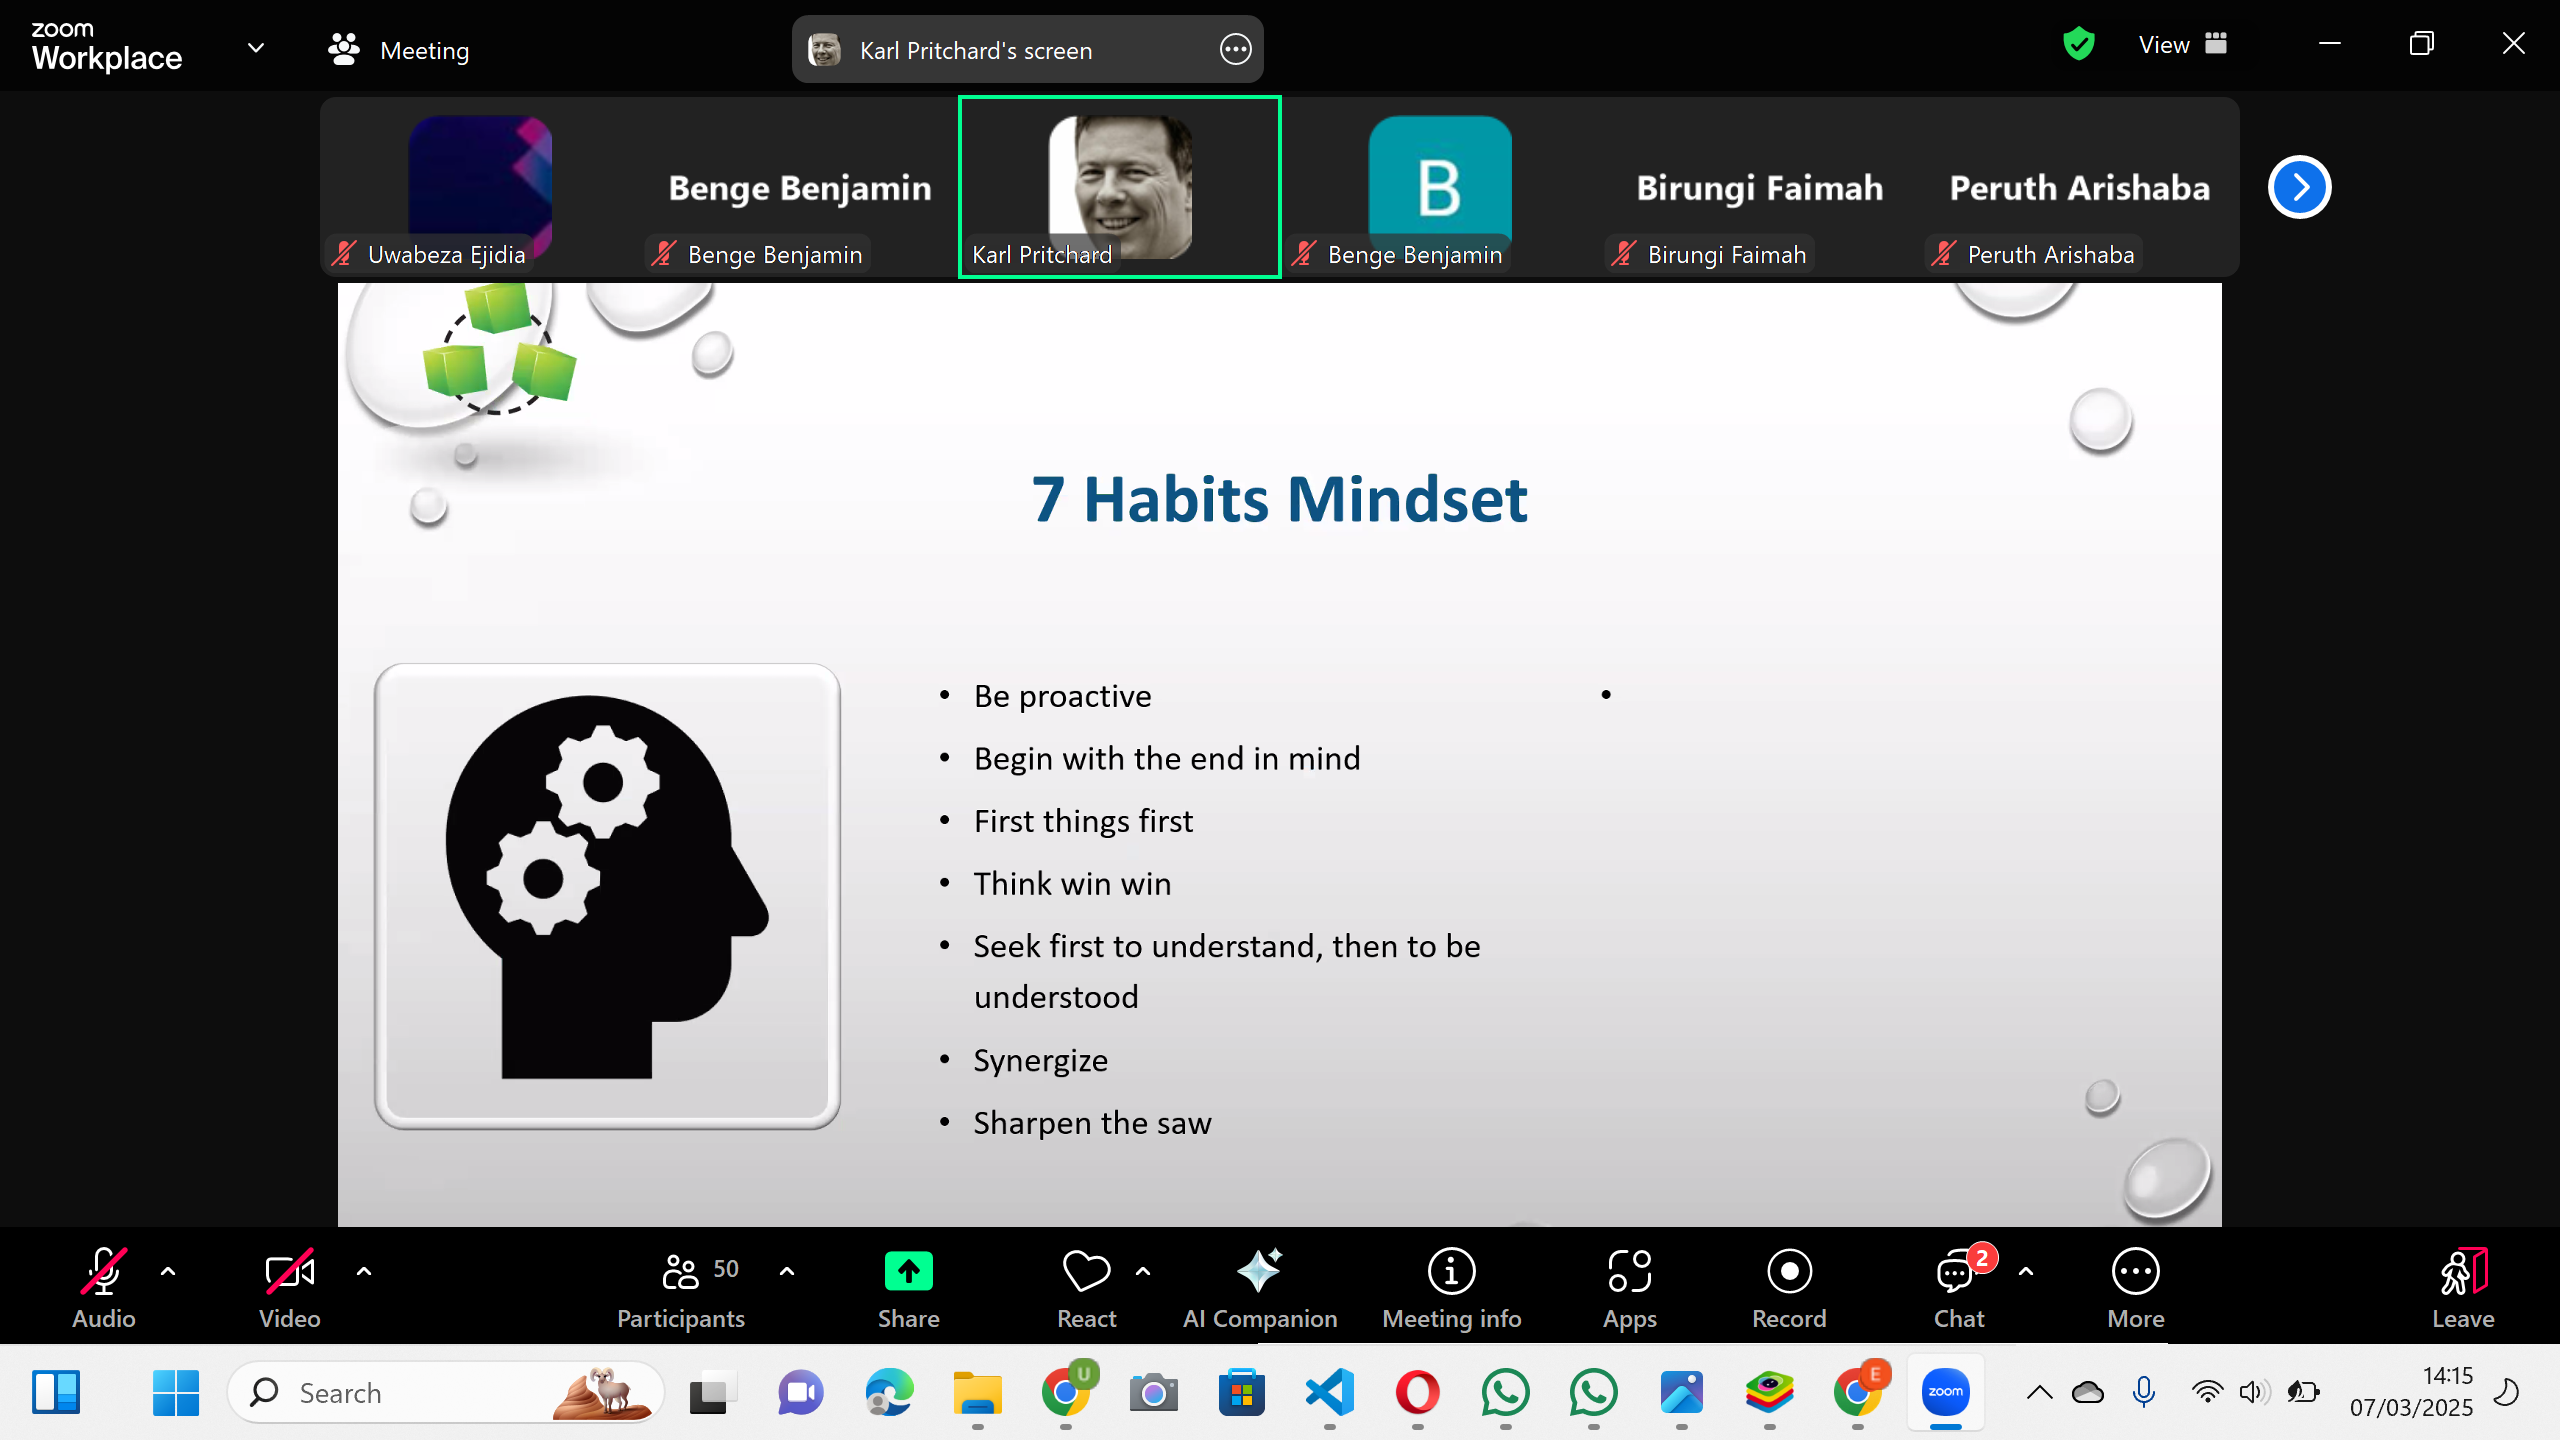 zoom
Workplace
Meeting
Karl Pritchard's screen
View
Benge Benjamin
Birungi Faimah
Peruth Arishaba
B
Uwabeza Ejidia
Benge Benjamin
Karl Pritchard
Benge Benjamin
Birungi Faimah
Peruth Arishaba
7 Habits Mindset
• Be proactive
• Begin with the end in mind
• First things first
• Think win win
• Seek first to understand, then to be
understood
• Synergize
• Sharpen the saw
•
50
2
Audio
Video
Participants
Share
React
AI Companion
Meeting info
Apps
Record
Chat
More
Leave
Search
U
E
zoom
14:15
07/03/2025